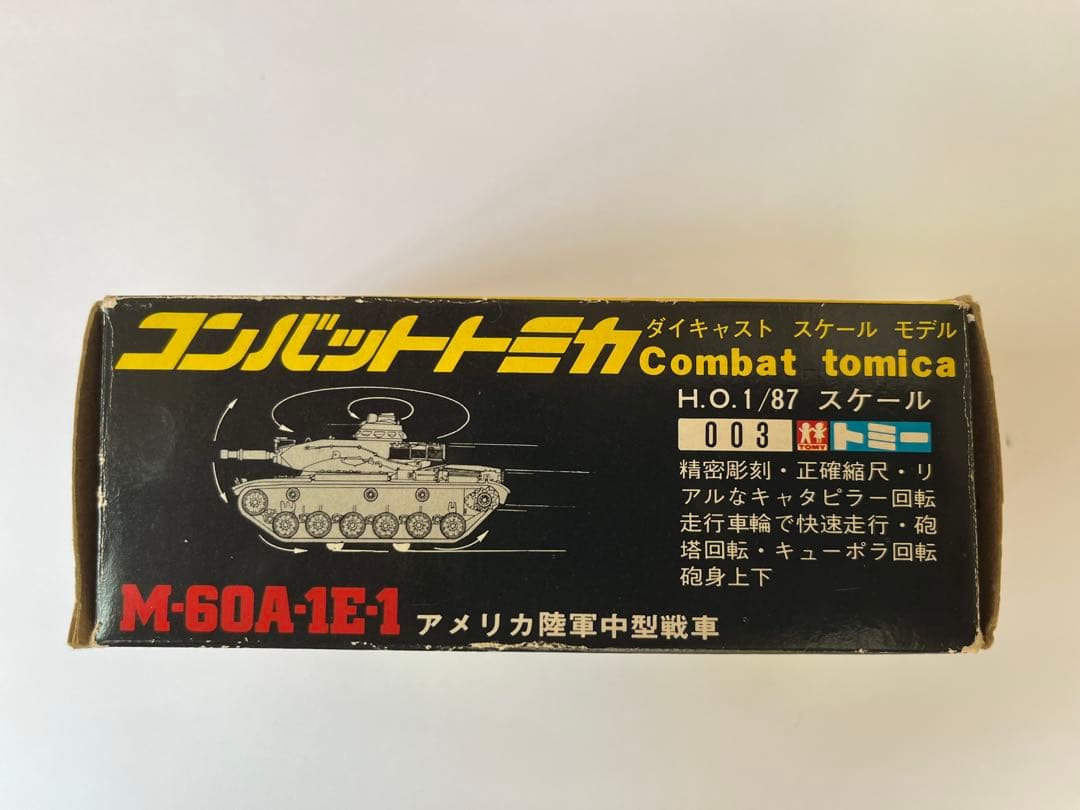 コンバットトミカ
ダイキャスト スケール モデル
Combat tomica
H.O.1/87 スケール
003 TOMY トミー
精密彫刻・正確縮尺・リ
アルなキャタピラー回転
走行車輪で快速走行・砲
塔回転・キューポラ回転
砲身上下
M-60A-1E-1 アメリカ陸軍中型戦車